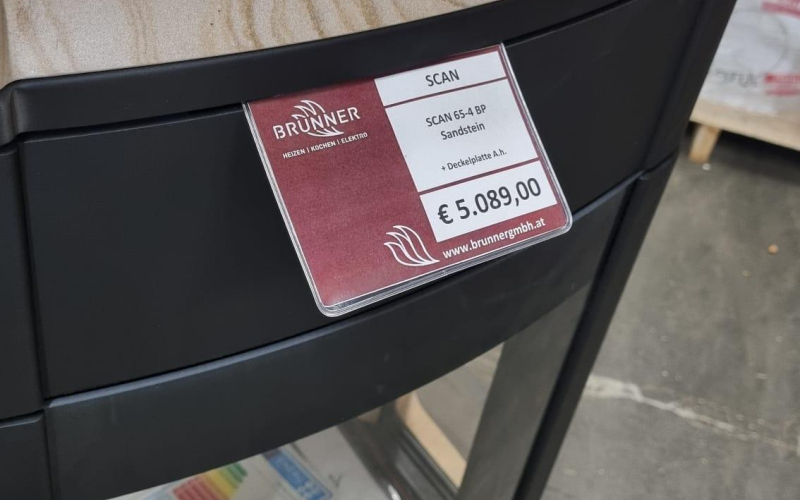 BRUNNER
HEIZEN | KOCHEN | ELEKTRO
SCAN
SCAN 65-4 BP
Sandstein
+ Deckelplatte A.h.
€ 5.089,00
www.brunnergmbh.at